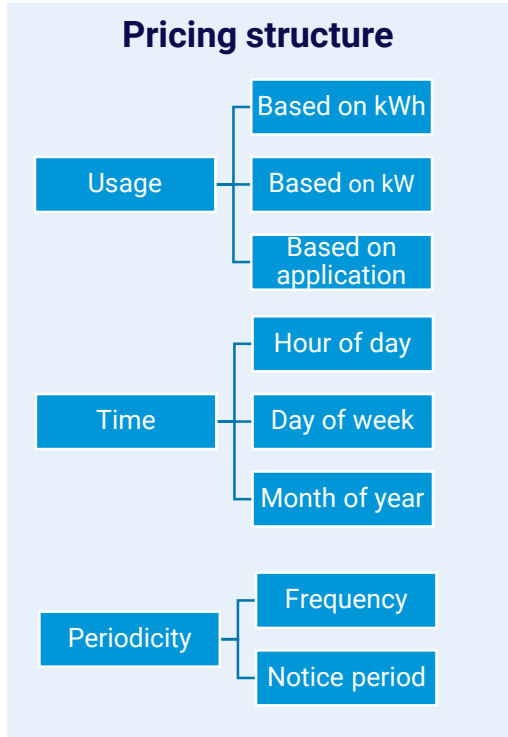 Pricing structure
Usage
Based on kWh
Based on kW
Based on
application
Time
Hour of day
Day of week
Month of year
Periodicity
Frequency
Notice period